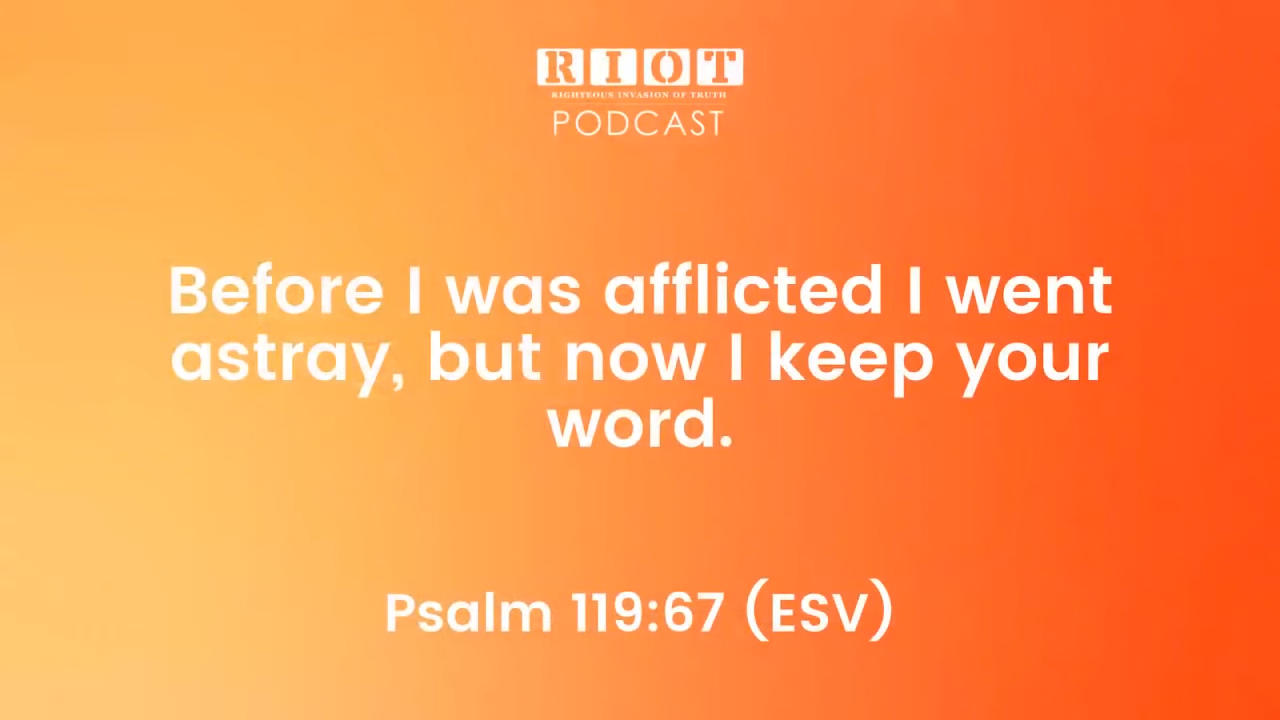 RIOT
RIGHTEOUS INVASION OF TRUTH
PODCAST
Before I was afflicted I went
astray, but now I keep your
word.
Psalm 119:67 (ESV)